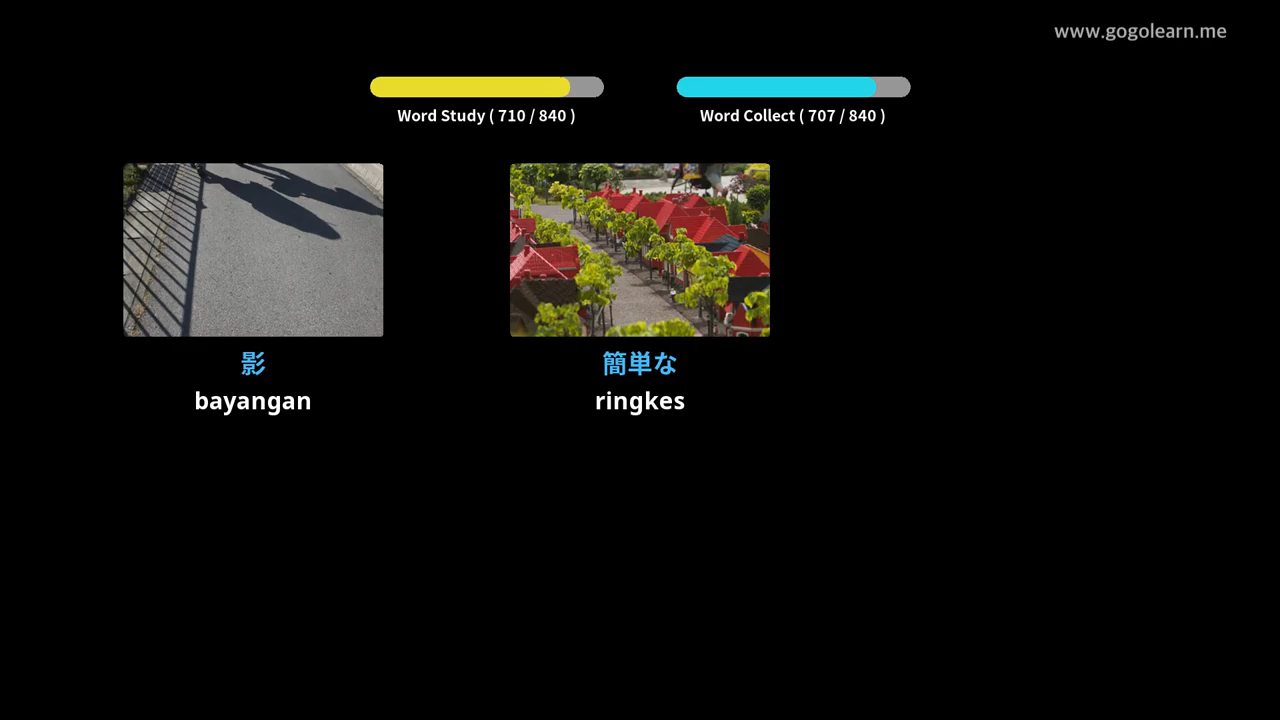 www.gogolearn.me
Word Study ( 710 / 840 )
Word Collect ( 707 / 840 )
影
bayangan
簡単な
ringkes